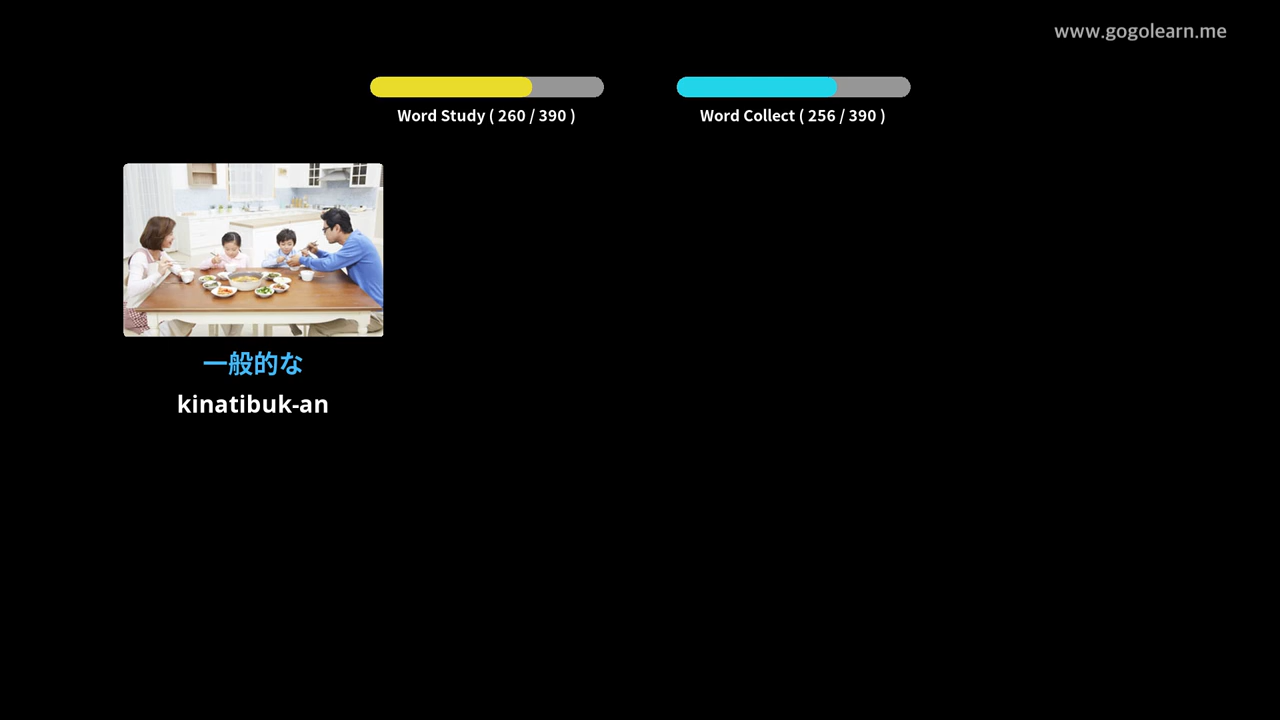 www.gogolearn.me
Word Study ( 260 / 390 )
Word Collect ( 256 / 390 )
一般的な
kinatibuk-an